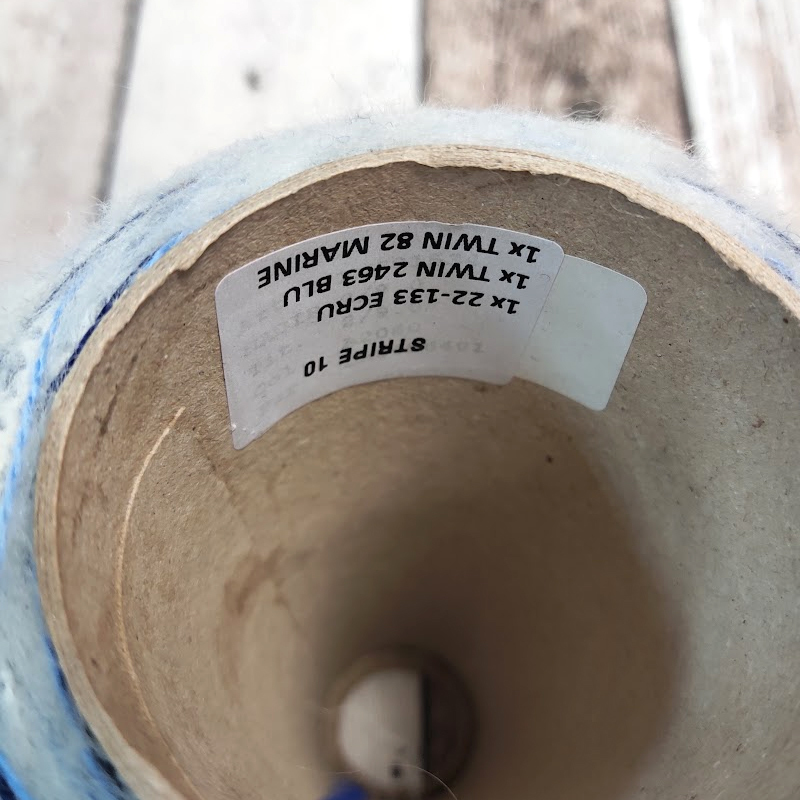 STRIPE 10
1x 22-133 ECRU
1x TWIN 2463 BLU
1x TWIN 82 MARINE